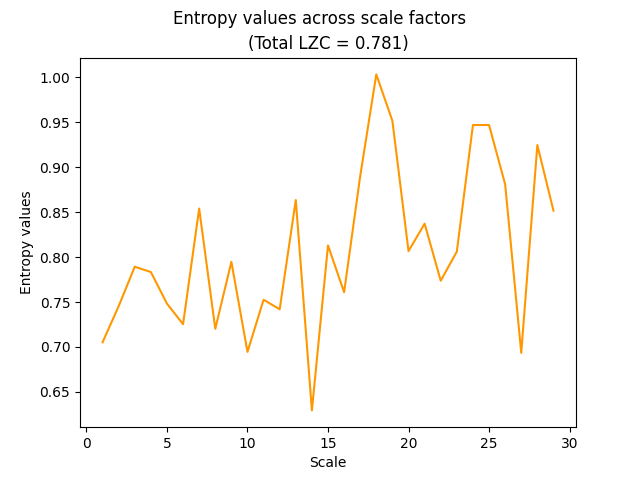 Entropy values across scale factors
(Total LZC = 0.781)
1.00
0.95
0.90
0.85
0.80
0.75
0.70
0.65
Entropy values
0 5 10 15 20 25 30
Scale